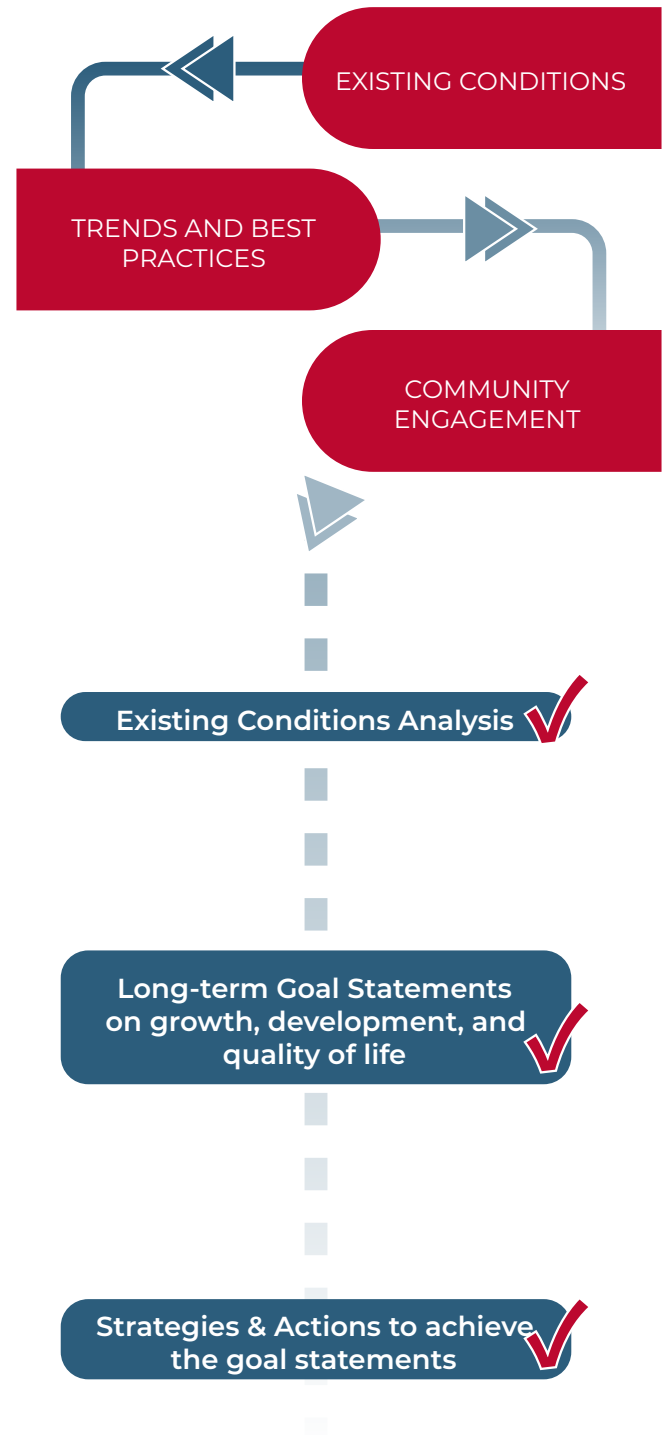 EXISTING CONDITIONS
TRENDS AND BEST
PRACTICES
COMMUNITY
ENGAGEMENT
Existing Conditions Analysis
Long-term Goal Statements
on growth, development, and
quality of life
Strategies & Actions to achieve
the goal statements